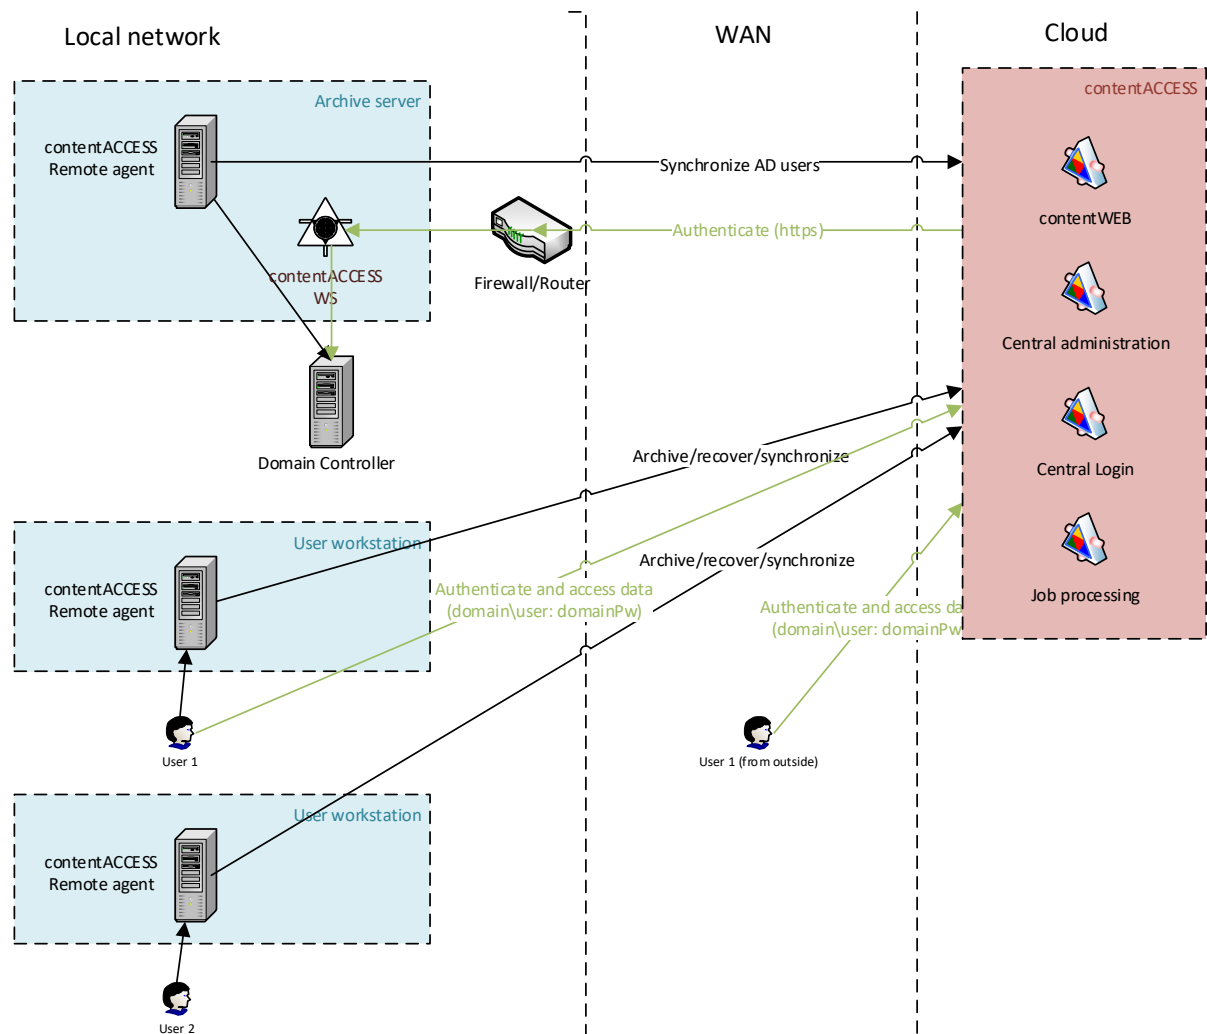 Local network
WAN
Cloud
Archive server
contentACCESS
Remote agent
contentACCESS
Synchronize AD users
contentWEB
Authenticate (https)
contentACCESS
WS
Firewall/Router
Central administration
Domain Controller
Archive/recover/synchronize
Central Login
User workstation
contentACCESS
Remote agent
Archive/recover/synchronize
Authenticate and access data
(domain\user: domainPw)
Authenticate and access da
(domain\user: domainPw
Job processing
User 1
User 1 (from outside)
User workstation
contentACCESS
Remote agent
User 2